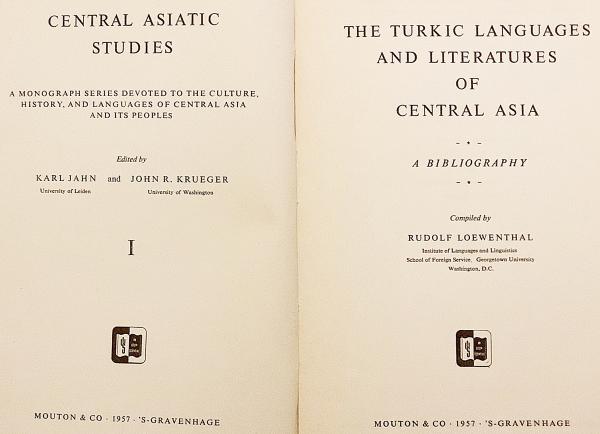 CENTRAL ASIATIC
STUDIES
A MONOGRAPH SERIES DEVOTED TO THE CULTURE,
HISTORY, AND LANGUAGES OF CENTRAL ASIA
AND ITS PEOPLES
Edited by
KARL JAHN and JOHN R. KRUEGER
University of Leiden University of Washington
I
MOUTON & CO · 1957 · 'S-GRAVENHAGE
THE TURKIC LANGUAGES
AND LITERATURES
OF
CENTRAL ASIA
A BIBLIOGRAPHY
Compiled by
RUDOLF LOEWENTHAL
Institute of Languages and Linguistics
School of Foreign Service, Georgetown University
Washington, D.C.
MOUTON & CO · 1957 · 'S-GRAVENHAGE